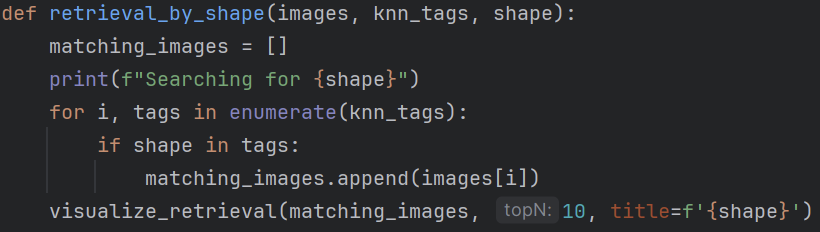 def retrieval_by_shape(images, knn_tags, shape):
    matching_images = []
    print(f"Searching for {shape}")
    for i, tags in enumerate(knn_tags):
        if shape in tags:
            matching_images.append(images[i])
    visualize_retrieval(matching_images, topN: 10, title=f'{shape}')